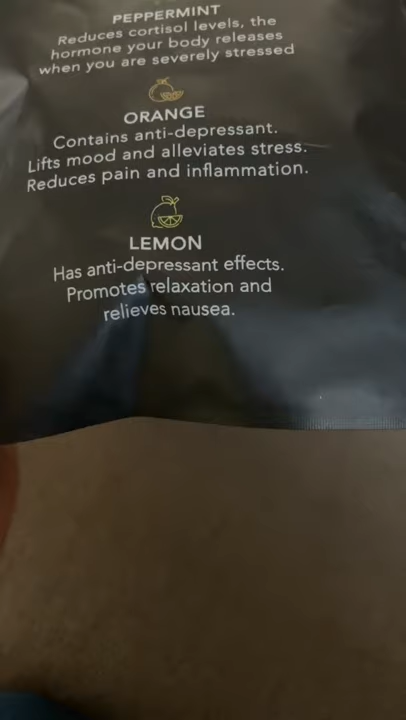 PEPPERMINT
Reduces cortisol levels, the
hormone your body releases
when you are severely stressed
ORANGE
Contains anti-depressant.
Lifts mood and alleviates stress.
Reduces pain and inflammation.
LEMON
Has anti-depressant effects.
Promotes relaxation and
relieves nausea.